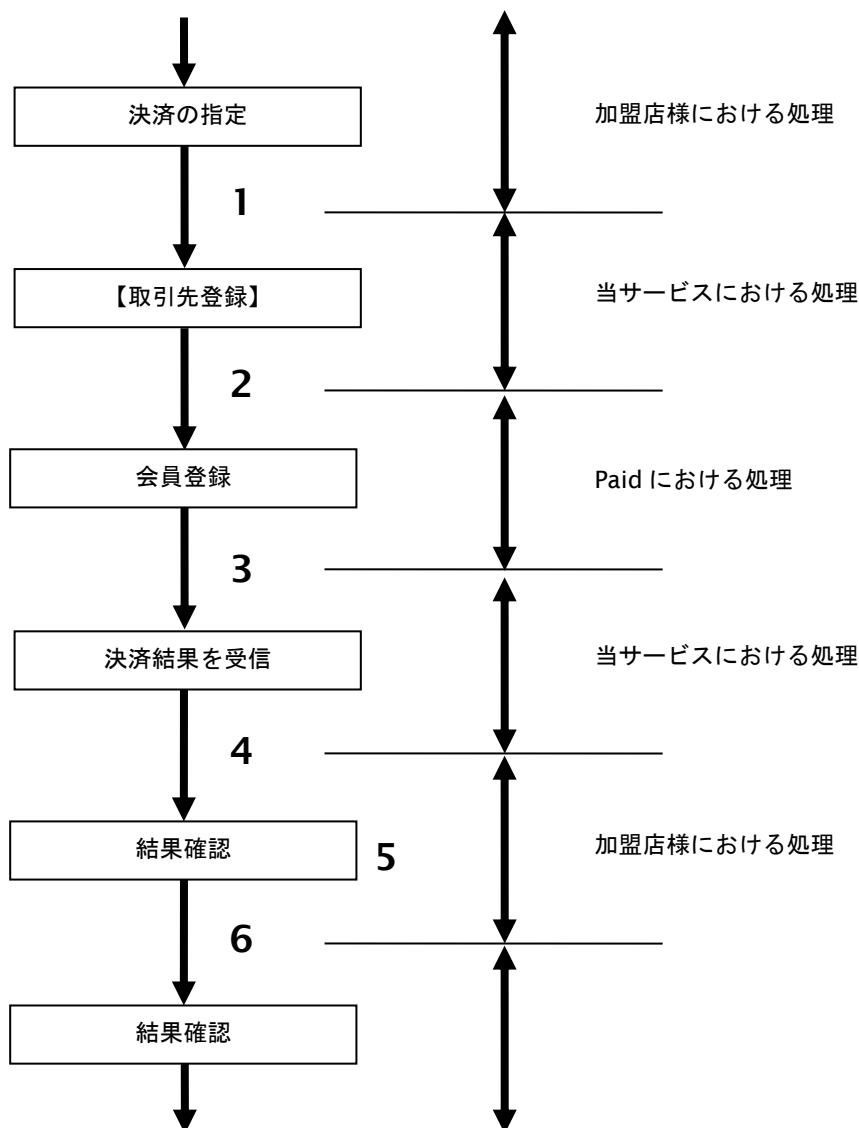 決済の指定
加盟店様における処理
1
【取引先登録】
当サービスにおける処理
2
会員登録
Paid における処理
3
決済結果を受信
当サービスにおける処理
4
結果確認
5
加盟店様における処理
6
結果確認